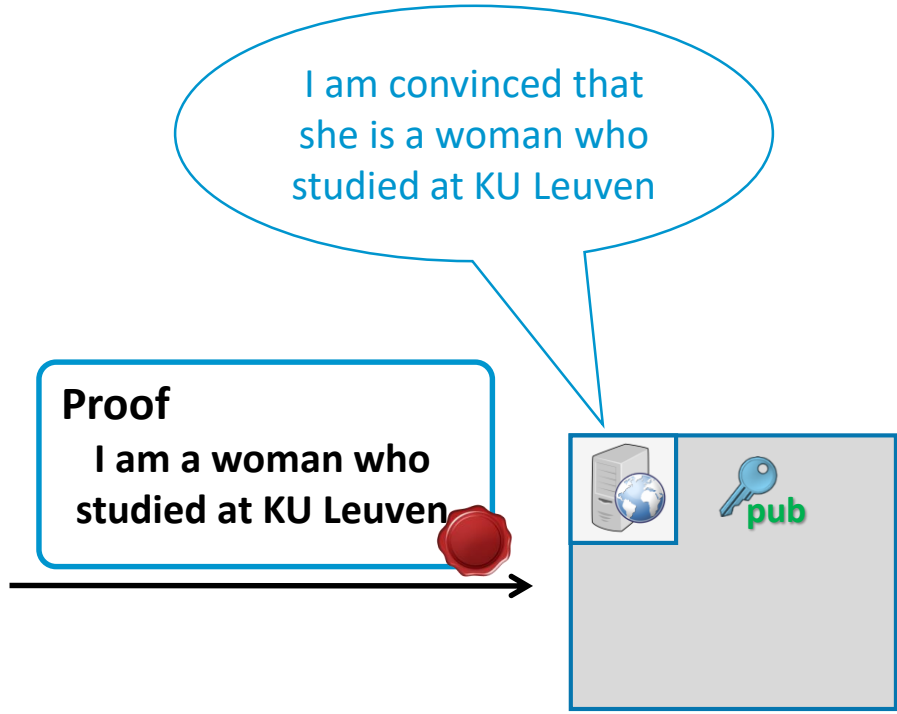 I am convinced that
she is a woman who
studied at KU Leuven
Proof
I am a woman who
studied at KU Leuven
pub